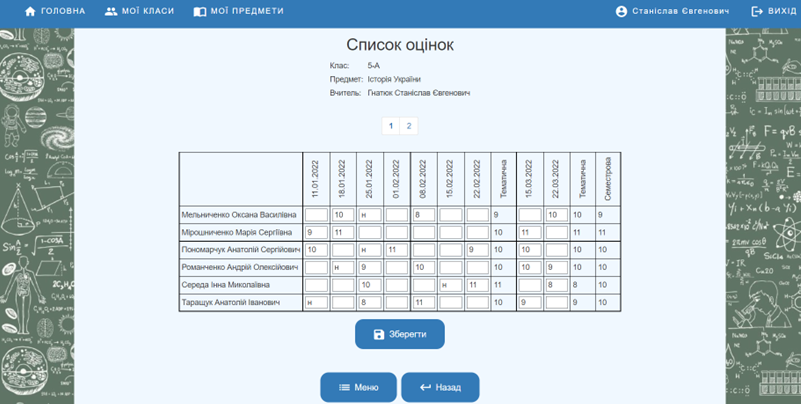 ГОЛОВНА МОЇ КЛАСИ МОЇ ПРЕДМЕТИ Станіслав Євгенович ВИХІД
Список оцінок
Клас: 5-А
Предмет: Історія України
Вчитель: Гнатюк Станіслав Євгенович
1 2
11.01.2022 18.01.2022 25.01.2022 01.02.2022 08.02.2022 15.02.2022 22.02.2022 Тематична 15.03.2022 22.03.2022 Тематична Семестрова
Мельниченко Оксана Василівна 10 н 8 9 10 10 9
Мірошниченко Марія Сергіївна 9 11 10 11 11 11
Пономарчук Анатолій Сергійович 10 н 11 9 10 10 10
Романченко Андрій Олексійович н 9 10 10 10 9 10 10
Середа Інна Миколаївна 10 н 11 11 8 8 10
Таращук Анатолій Іванович н 8 11 10 9 9 10
Зберегти
Меню Назад